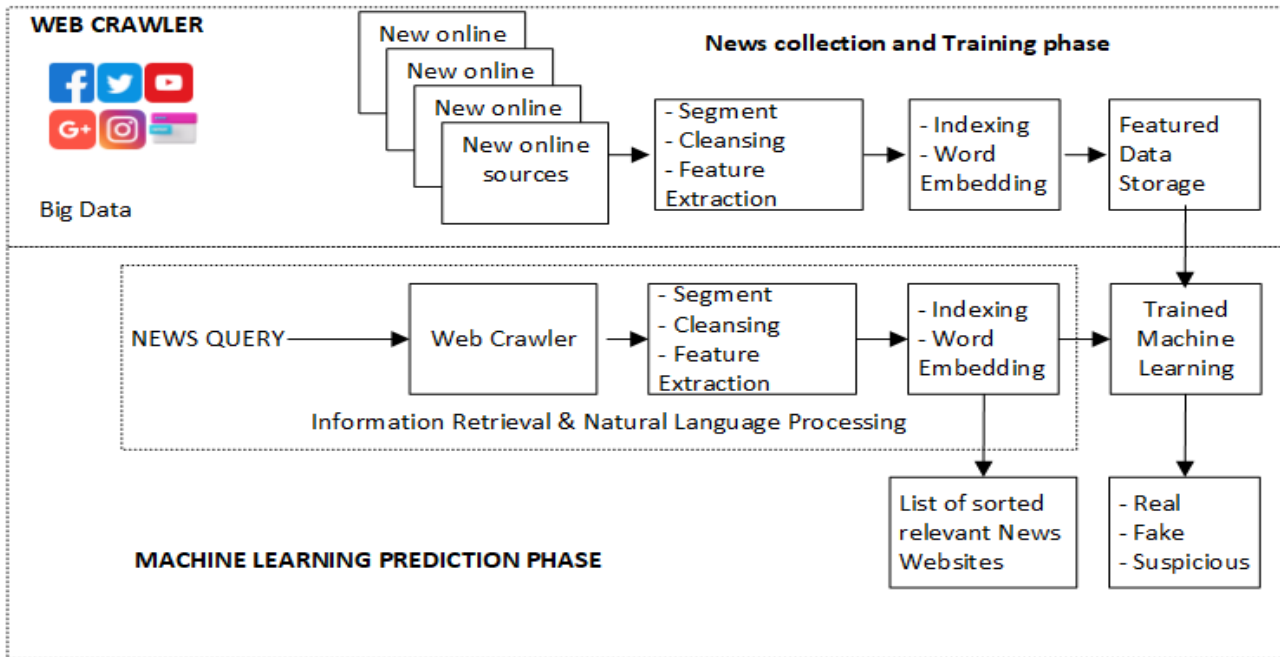 WEB CRAWLER
Big Data
News collection and Training phase
New online
New online
New online
New online
sources
- Segment
- Cleansing
- Feature
Extraction
- Indexing
- Word
Embedding
Featured
Data
Storage
NEWS QUERY
Web Crawler
- Segment
- Cleansing
- Feature
Extraction
- Indexing
- Word
Embedding
Trained
Machine
Learning
Information Retrieval & Natural Language Processing
List of sorted
relevant News
Websites
- Real
- Fake
- Suspicious
MACHINE LEARNING PREDICTION PHASE